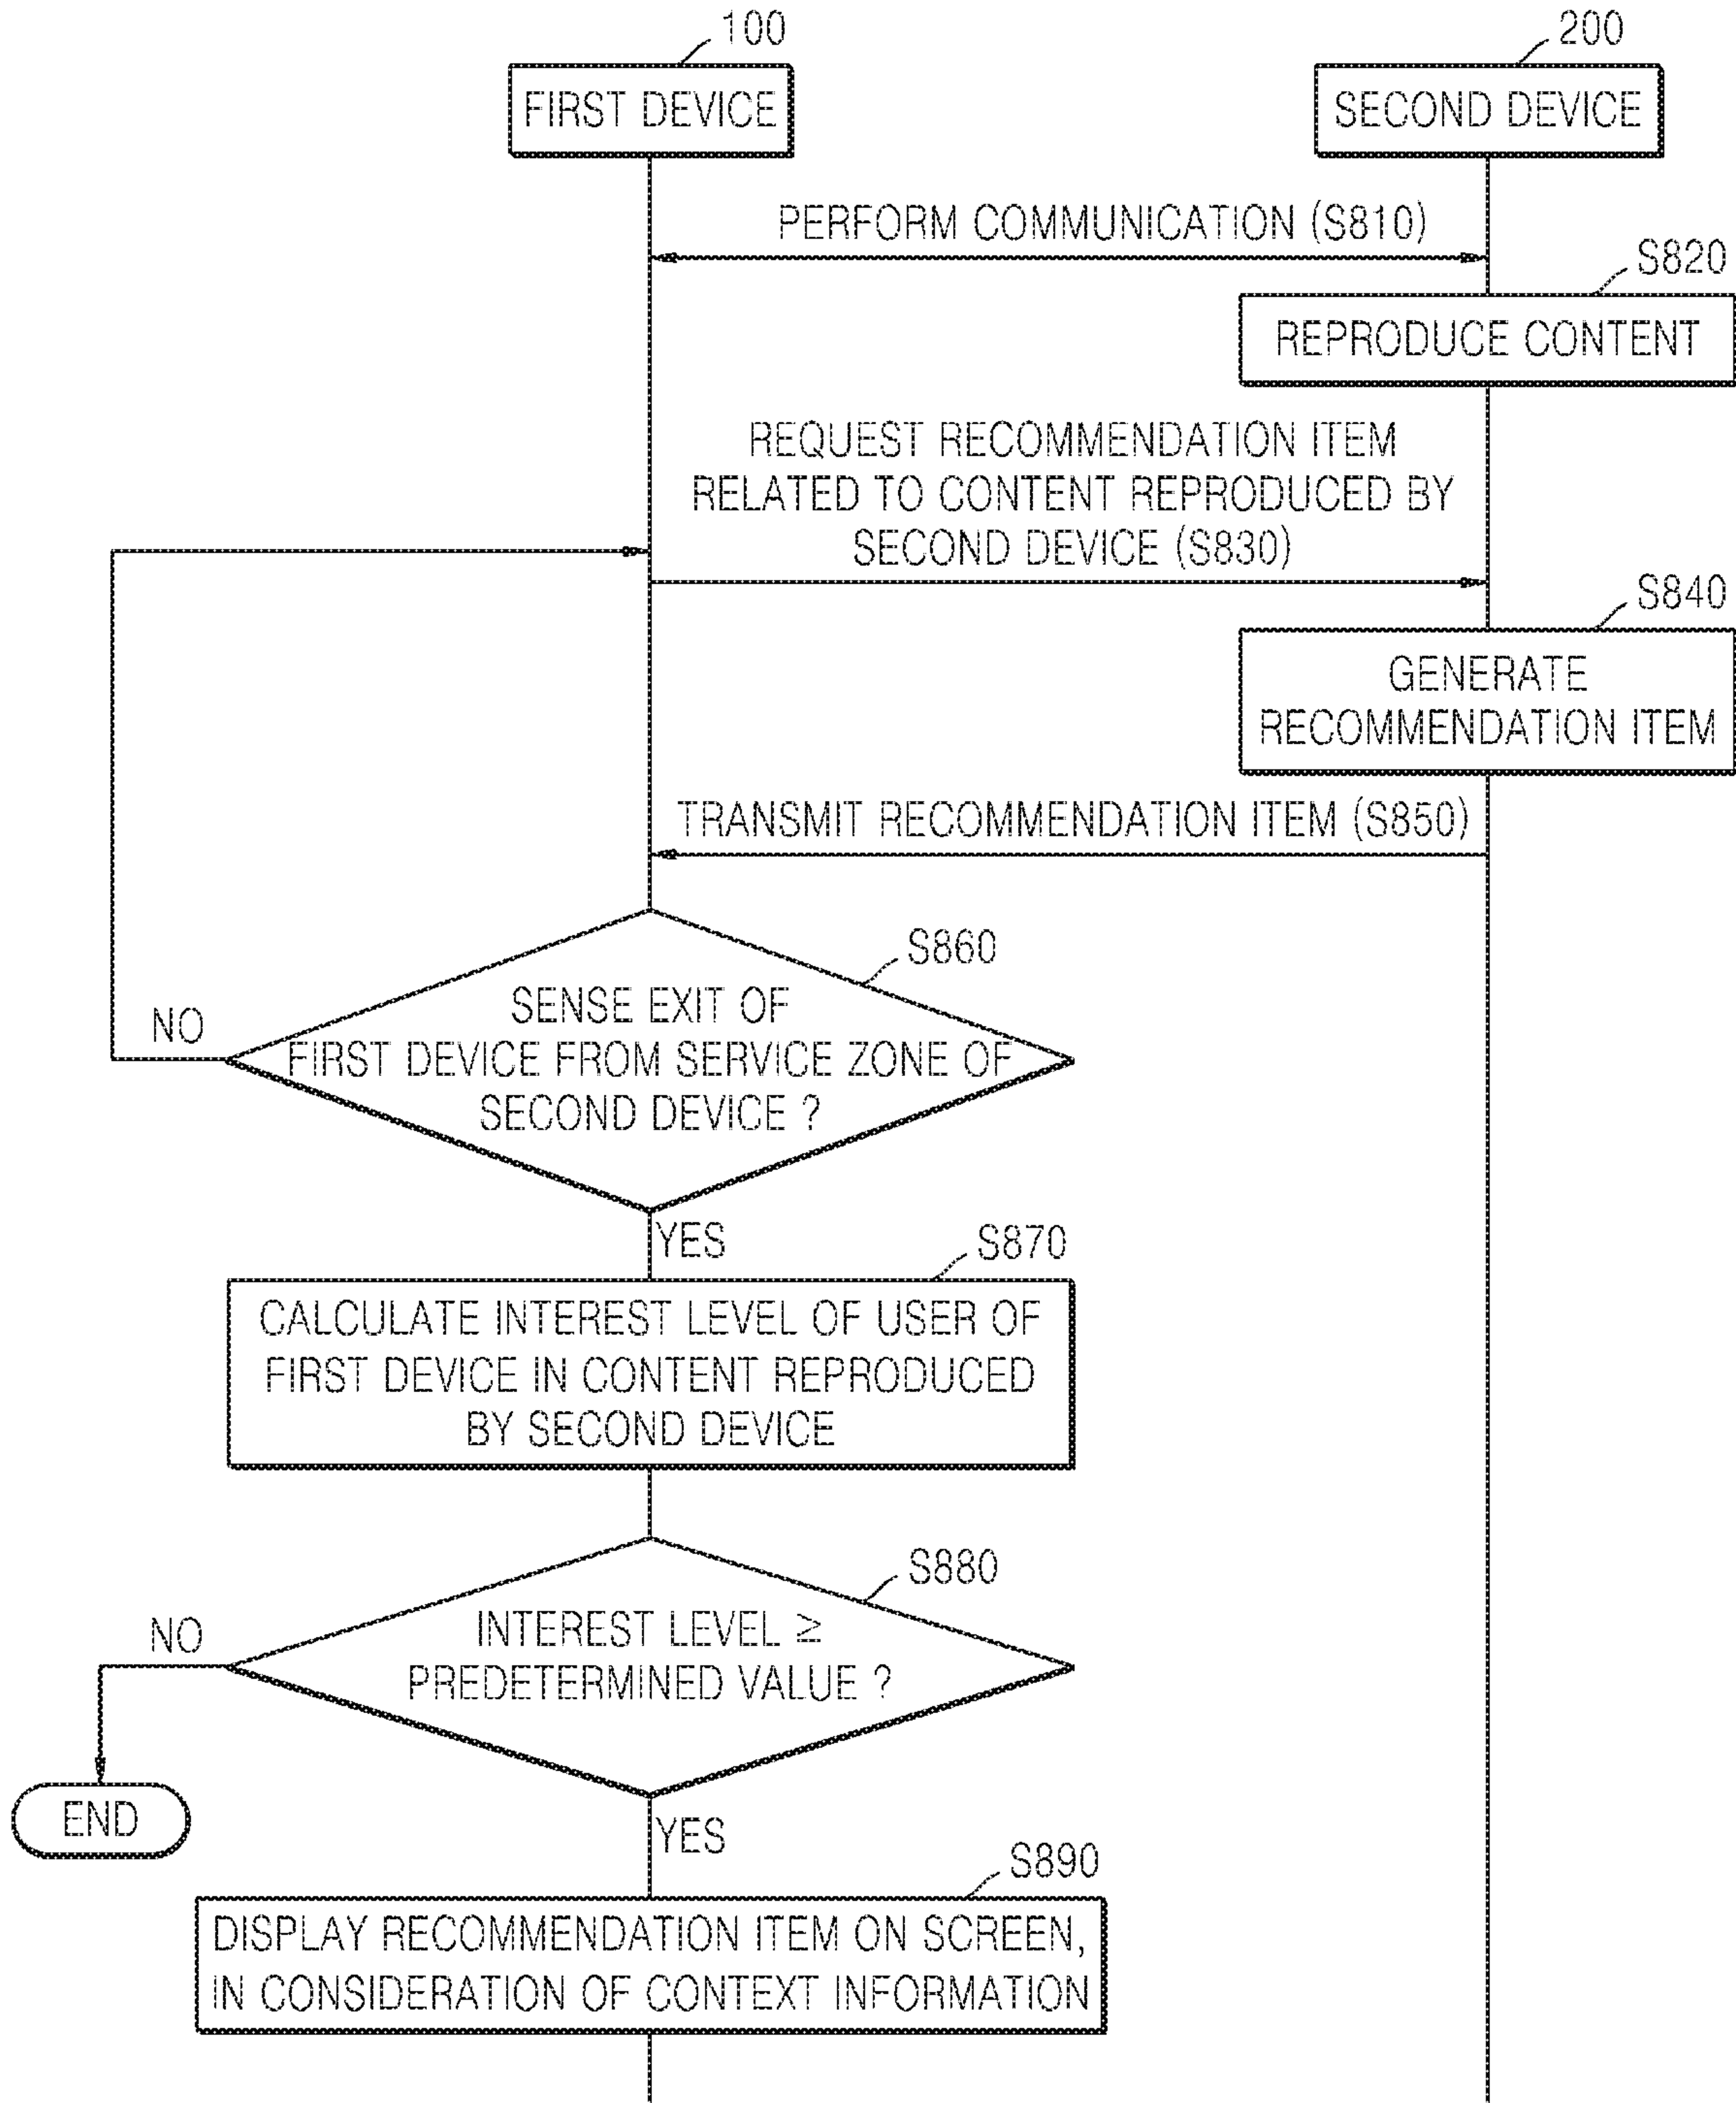 100
FIRST DEVICE
200
SECOND DEVICE
PERFORM COMMUNICATION (S810)
S820
REPRODUCE CONTENT
REQUEST RECOMMENDATION ITEM
RELATED TO CONTENT REPRODUCED BY
SECOND DEVICE (S830)
S840
GENERATE
RECOMMENDATION ITEM
TRANSMIT RECOMMENDATION ITEM (S850)
S860
SENSE EXIT OF
FIRST DEVICE FROM SERVICE ZONE OF
SECOND DEVICE ?
NO
YES
S870
CALCULATE INTEREST LEVEL OF USER OF
FIRST DEVICE IN CONTENT REPRODUCED
BY SECOND DEVICE
S880
INTEREST LEVEL ≥
PREDETERMINED VALUE ?
NO
END
YES
S890
DISPLAY RECOMMENDATION ITEM ON SCREEN,
IN CONSIDERATION OF CONTEXT INFORMATION